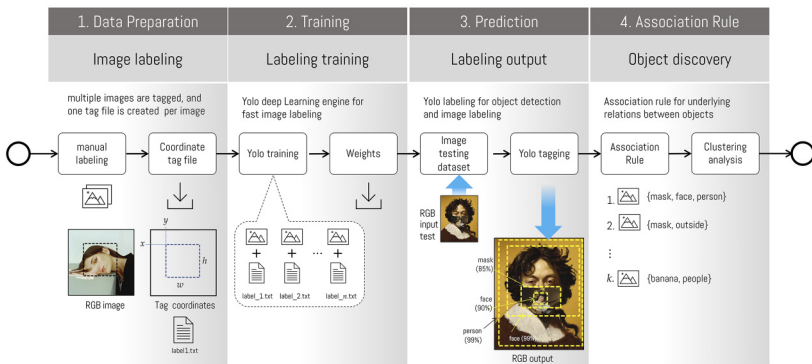 1. Data Preparation
2. Training
3. Prediction
4. Association Rule
Image labeling
Labeling training
Labeling output
Object discovery
multiple images are tagged, and
one tag file is created per image
Yolo deep Learning engine for
fast image labeling
Yolo labeling for object detection
and image labeling
Association rule for underlying
relations between objects
manual
labeling
Coordinate
tag file
Yolo training
Weights
Image
testing
dataset
Yolo tagging
Association
Rule
Clustering
analysis
y
x
h
w
RGB image
Tag coordinates
label1.txt
+ + ... +
label_1.txt
label_2.txt
label_n.txt
RGB
input
test
mask
(85%)
face
(90%)
person
(99%)
face (99%)
RGB output
1. {mask, face, person}
2. {mask, outside}
⋮
k. {banana, people}